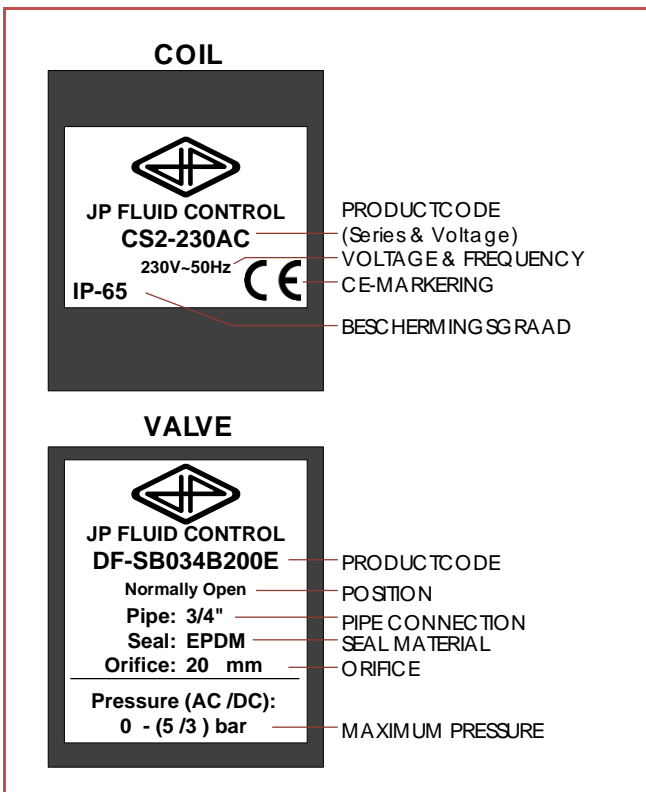 COIL
JP FLUID CONTROL
CS2-230AC
230V~50Hz
CE
IP-65
PRODUCTCODE
(Series & Voltage)
VOLTAGE & FREQUENCY
CE-MARKERING
BESCHERMINGSGRAAD
VALVE
JP FLUID CONTROL
DF-SB034B200E
Normally Open
Pipe: 3/4"
Seal: EPDM
Orifice: 20 mm
Pressure (AC /DC):
0 - (5 /3 ) bar
PRODUCTCODE
POSITION
PIPE CONNECTION
SEAL MATERIAL
ORIFICE
MAXIMUM PRESSURE